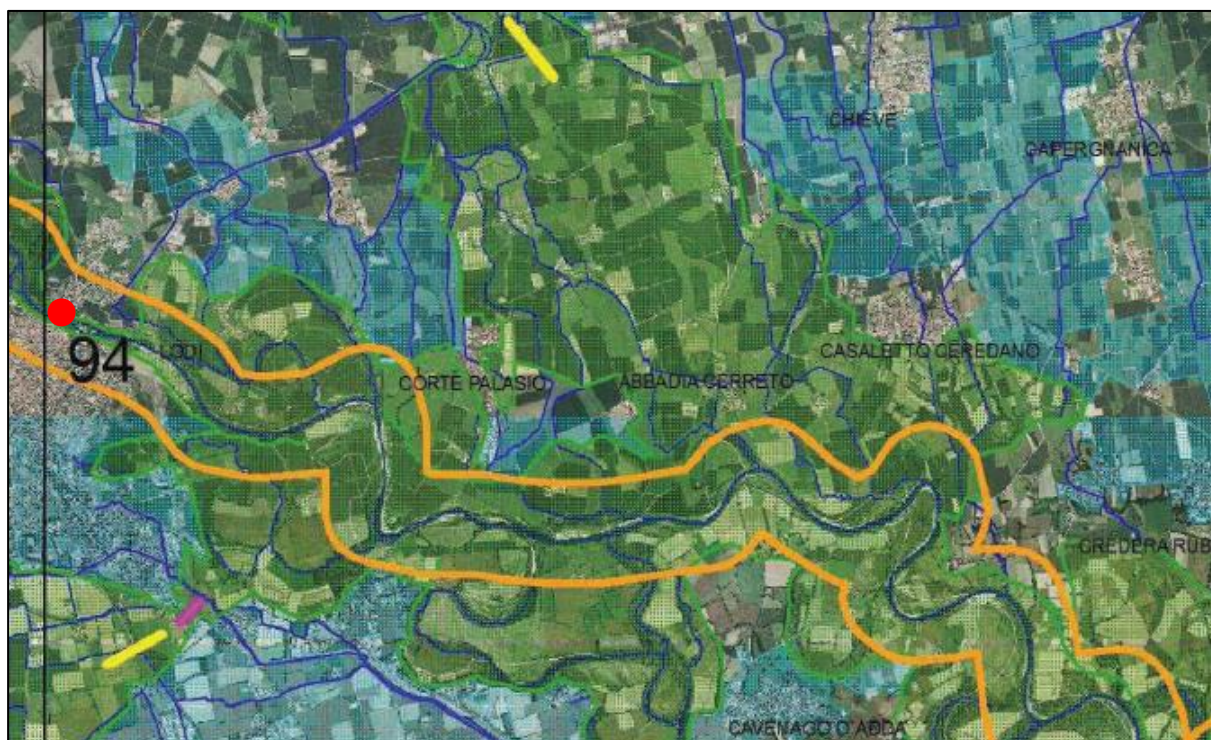 CHIEVE
CAPERGNANICA
94
LODI
CASALETTO CEREDANO
CORTE PALASIO
ABBADIA CERRETO
CREDERA RUB
CAVENAGO D'ADDA